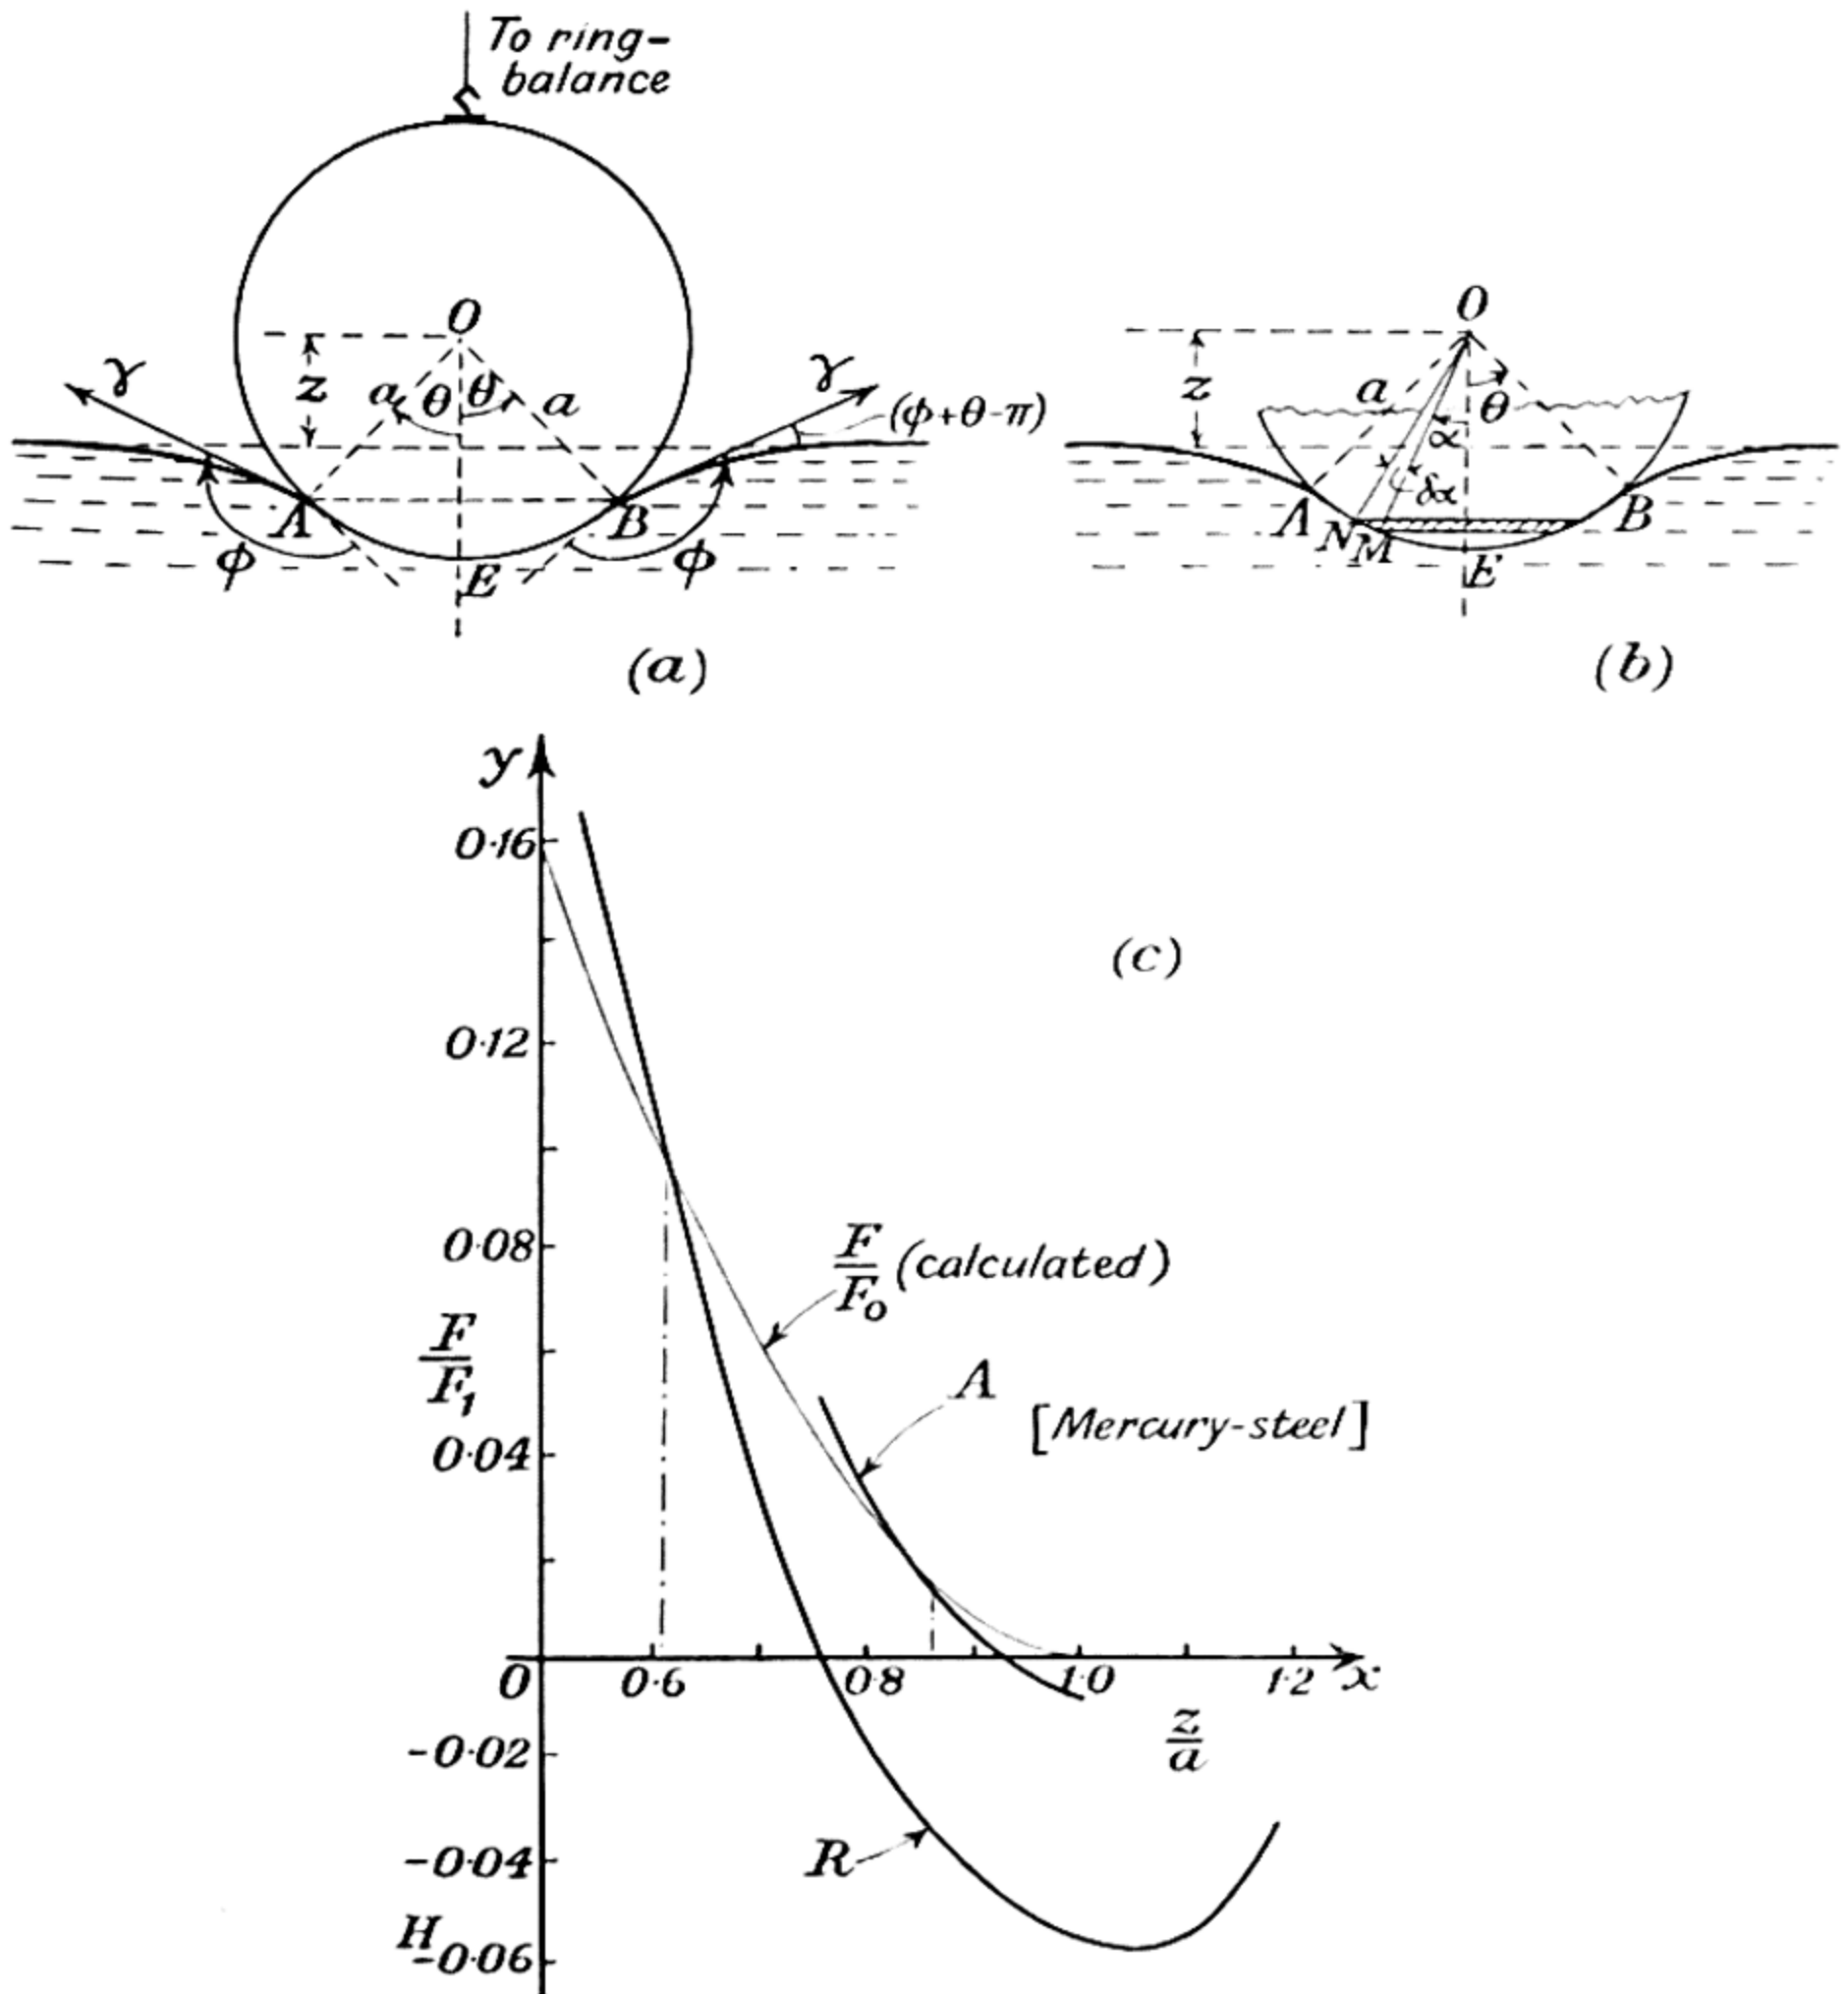 To ring-
balance
O
γ
z
a
θ
θ
a
γ
(φ+θ-π)
A
B
φ
E
φ
(a)
O
z
a
θ
α
δα
A
N
M
B
E
(b)
y
0·16
(c)
0·12
0·08
F
F₀
(calculated)
F
F₁
A
[Mercury-steel]
0·04
0
0·6
0·8
1·0
1·2
x
z
a
-0·02
R
-0·04
H
-0·06